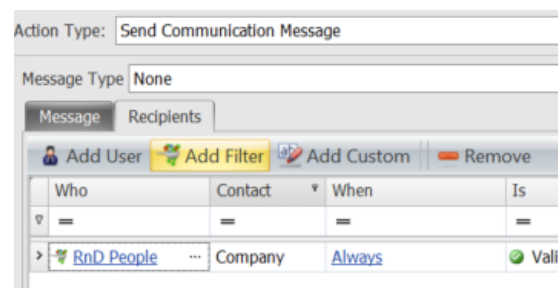 Action Type: Send Communication Message
Message Type None
Message Recipients
Add User Add Filter Add Custom Remove
Who Contact When Is
= = = =
RnD People ... Company Always Vali